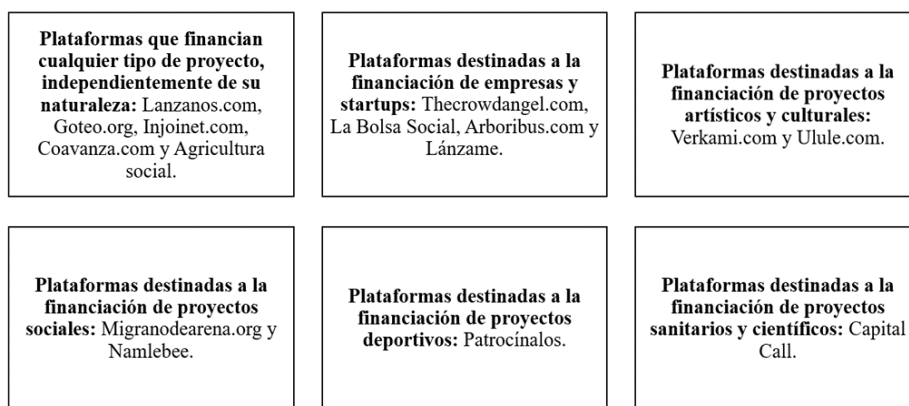 Plataformas que financian
cualquier tipo de proyecto,
independientemente de su
naturaleza: Lanzanos.com,
Goteo.org, Injoinet.com,
Coavanza.com y Agricultura
social.
Plataformas destinadas a la
financiación de empresas y
startups: Thecrowdangel.com,
La Bolsa Social, Arboribus.com y
Lánzame.
Plataformas destinadas a la
financiación de proyectos
artísticos y culturales:
Verkami.com y Ulule.com.
Plataformas destinadas a la
financiación de proyectos
sociales: Migranodearena.org y
Namlebee.
Plataformas destinadas a la
financiación de proyectos
deportivos: Patrocínalos.
Plataformas destinadas a la
financiación de proyectos
sanitarios y científicos: Capital
Call.